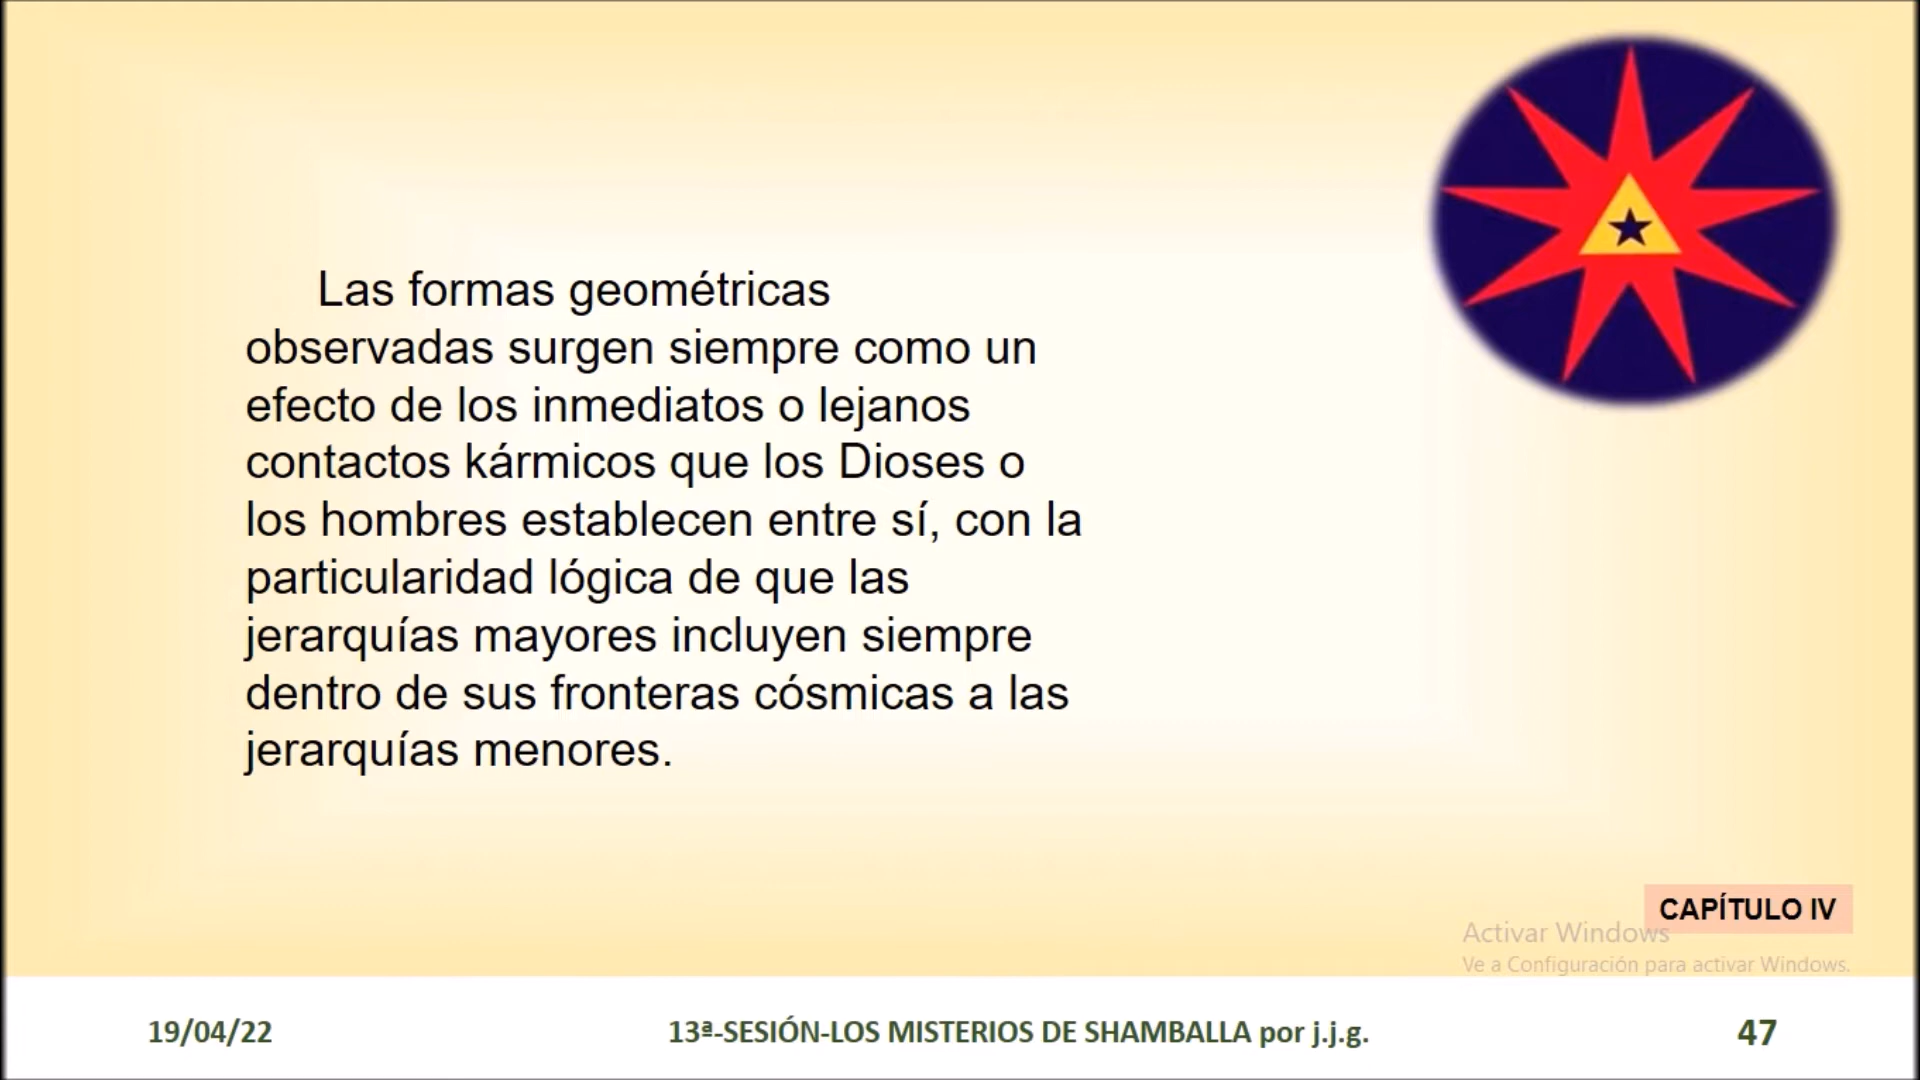 Las formas geométricas
observadas surgen siempre como un
efecto de los inmediatos o lejanos
contactos kármicos que los Dioses o
los hombres establecen entre sí, con la
particularidad lógica de que las
jerarquías mayores incluyen siempre
dentro de sus fronteras cósmicas a las
jerarquías menores.
CAPÍTULO IV
Activar Windows
Ve a Configuración para activar Windows.
19/04/22
13ª-SESIÓN-LOS MISTERIOS DE SHAMBALLA por j.j.g.
47